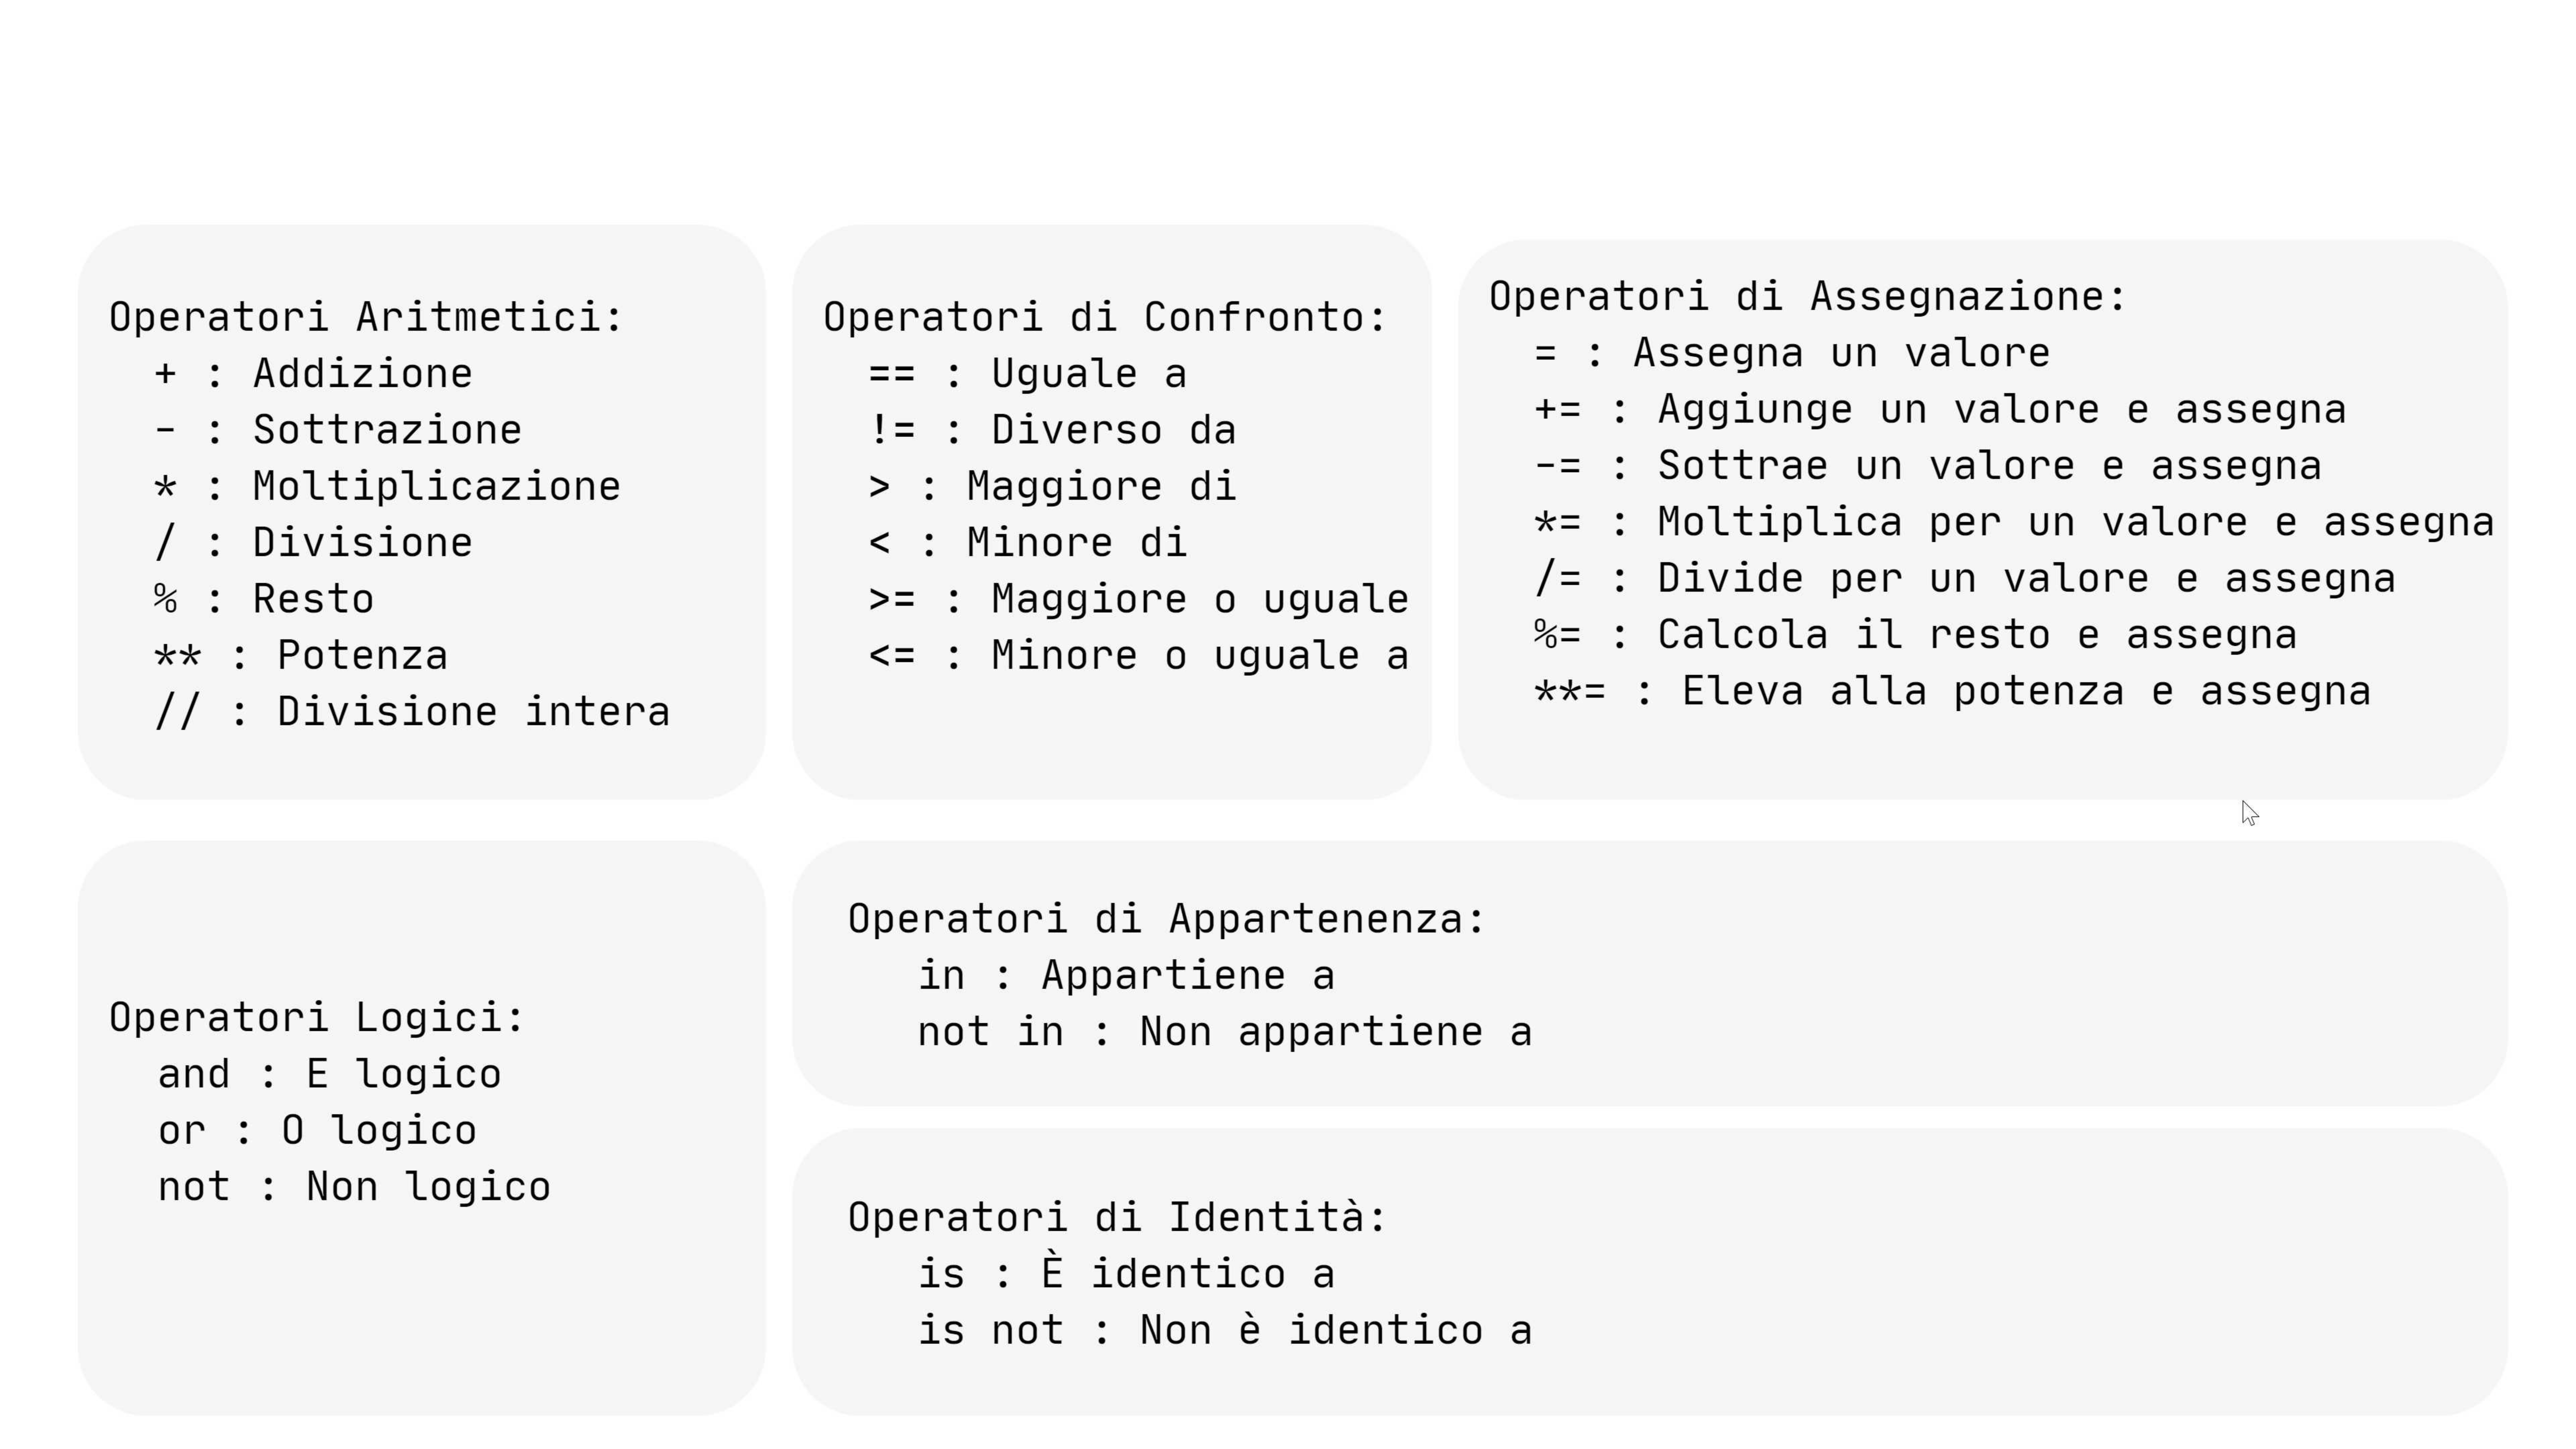 Operatori Aritmetici:
+ : Addizione
- : Sottrazione
* : Moltiplicazione
/ : Divisione
% : Resto
** : Potenza
// : Divisione intera
Operatori di Confronto:
== : Uguale a
!= : Diverso da
> : Maggiore di
< : Minore di
>= : Maggiore o uguale
<= : Minore o uguale a
Operatori di Assegnazione:
= : Assegna un valore
+= : Aggiunge un valore e assegna
-= : Sottrae un valore e assegna
*= : Moltiplica per un valore e assegna
/= : Divide per un valore e assegna
%= : Calcola il resto e assegna
**= : Eleva alla potenza e assegna
Operatori Logici:
and : E logico
or : O logico
not : Non logico
Operatori di Appartenenza:
in : Appartiene a
not in : Non appartiene a
Operatori di Identità:
is : È identico a
is not : Non è identico a